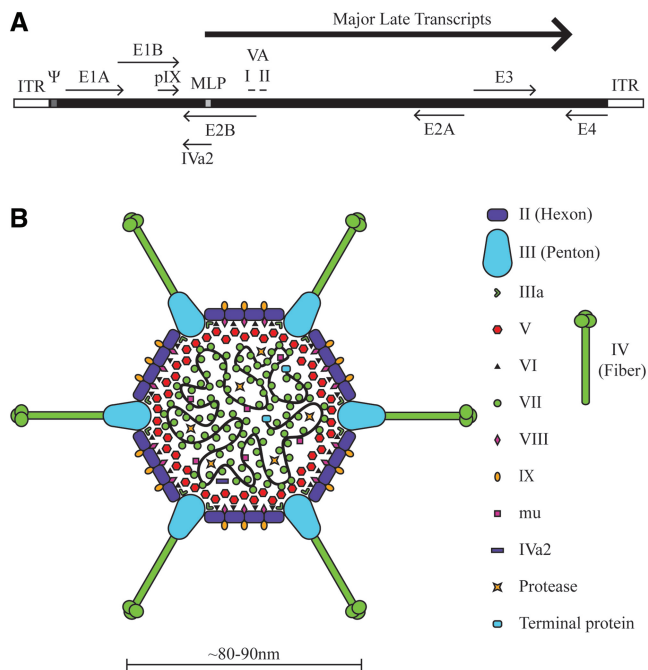 A
Major Late Transcripts
E1B
VA
ITR Ψ E1A pIX MLP I II E3 ITR
E2B E2A E4
IVa2
B
II (Hexon)
III (Penton)
IIIa
V
VI
VII
VIII
IX
mu
IVa2
Protease
Terminal protein
IV
(Fiber)
~80-90nm